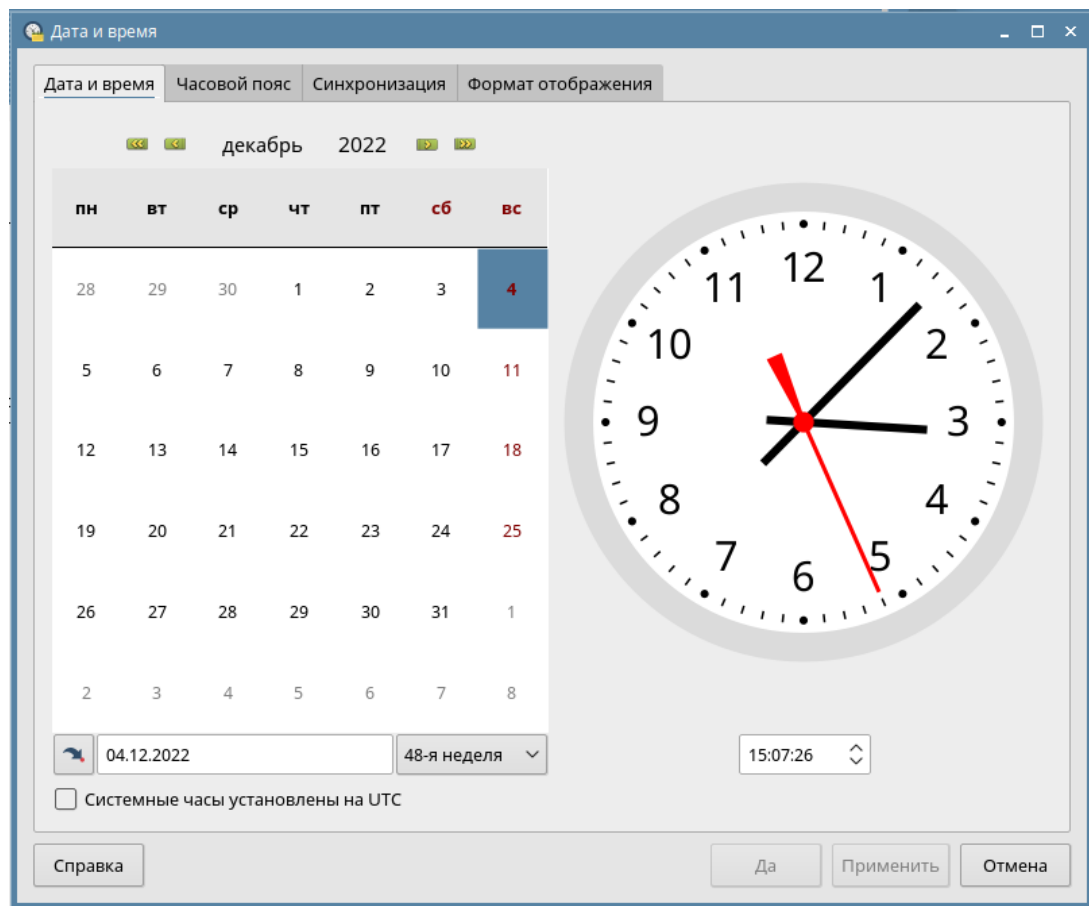 Дата и время
Дата и время Часовой пояс Синхронизация Формат отображения
декабрь 2022
пн вт ср чт пт сб вс
28 29 30 1 2 3 4
5 6 7 8 9 10 11
12 13 14 15 16 17 18
19 20 21 22 23 24 25
26 27 28 29 30 31 1
2 3 4 5 6 7 8
04.12.2022 48-я неделя
Системные часы установлены на UTC
12
11 1
10 2
9 3
8 4
7 5
6
15:07:26
Справка Да Применить Отмена